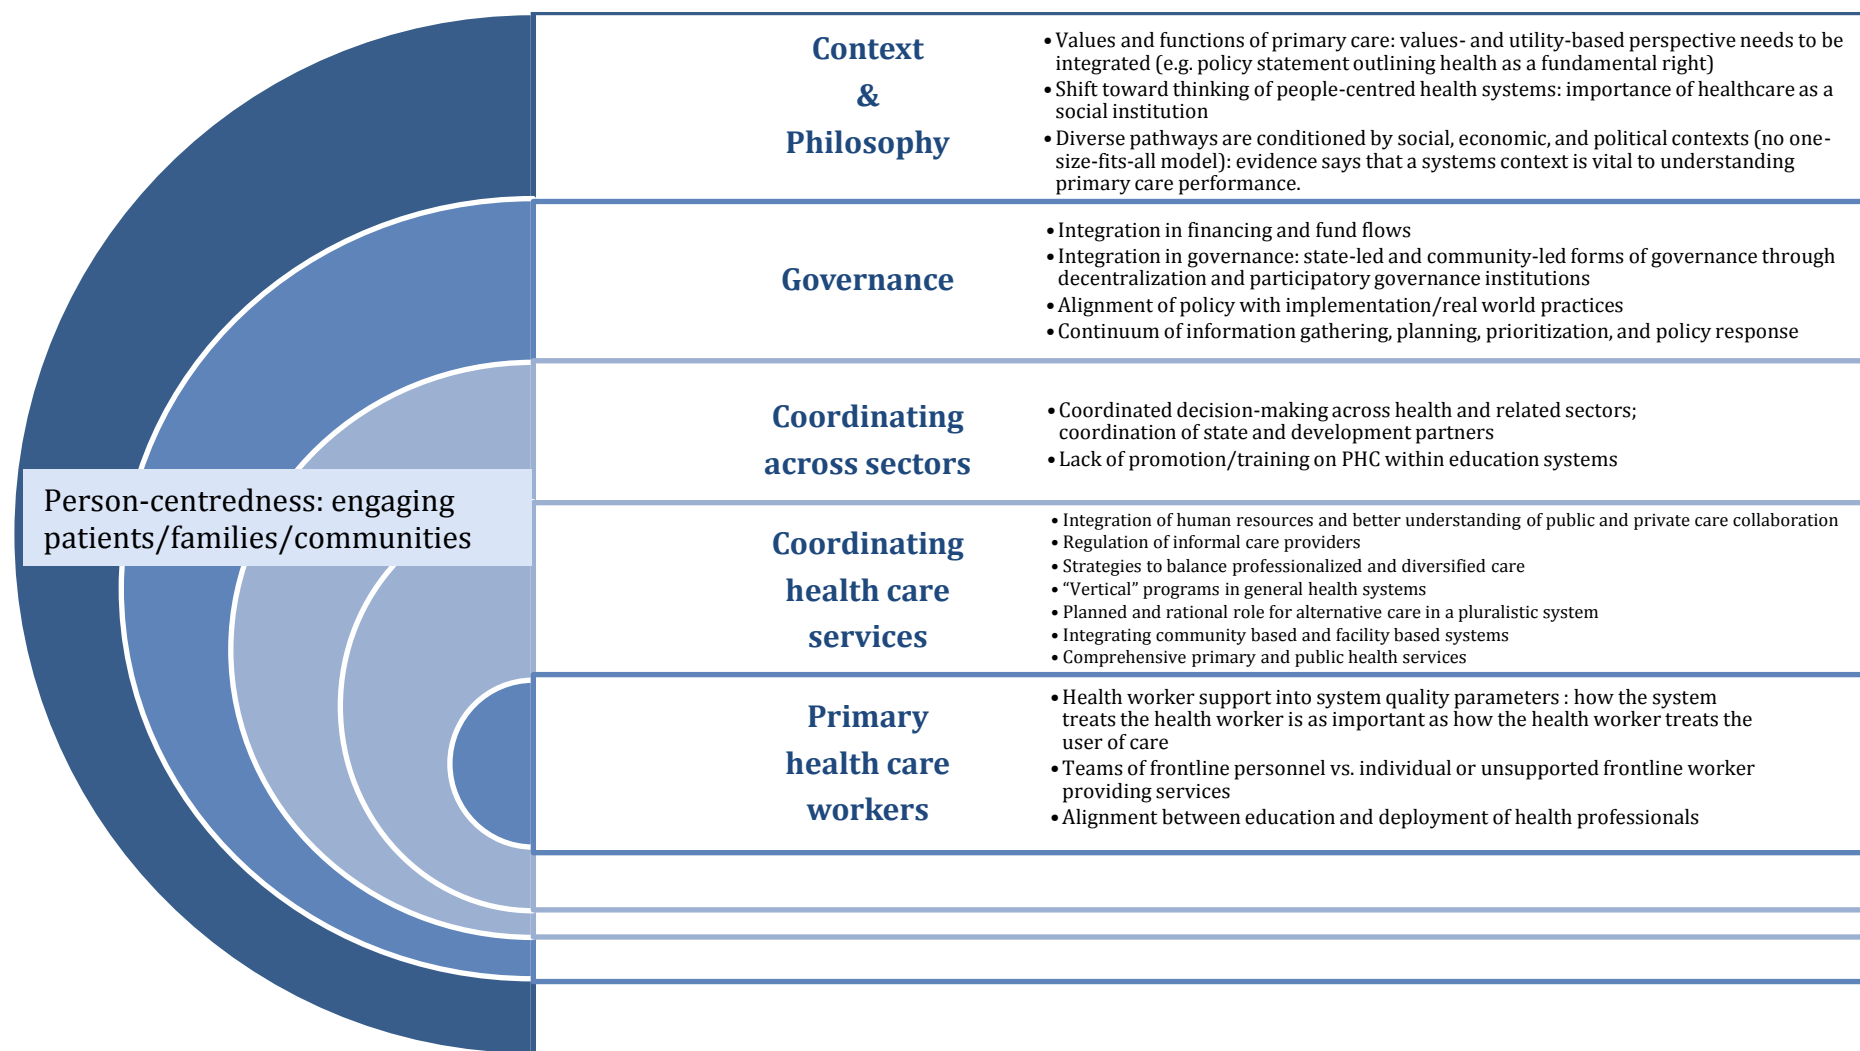 Context
&
Philosophy
• Values and functions of primary care: values- and utility-based perspective needs to be
integrated (e.g. policy statement outlining health as a fundamental right)
• Shift toward thinking of people-centred health systems: importance of healthcare as a
social institution
• Diverse pathways are conditioned by social, economic, and political contexts (no one-
size-fits-all model): evidence says that a systems context is vital to understanding
primary care performance.
Governance
• Integration in financing and fund flows
• Integration in governance: state-led and community-led forms of governance through
decentralization and participatory governance institutions
• Alignment of policy with implementation/real world practices
• Continuum of information gathering, planning, prioritization, and policy response
Coordinating
across sectors
• Coordinated decision-making across health and related sectors;
coordination of state and development partners
• Lack of promotion/training on PHC within education systems
Person-centredness: engaging
patients/families/communities
Coordinating
health care
services
• Integration of human resources and better understanding of public and private care collaboration
• Regulation of informal care providers
• Strategies to balance professionalized and diversified care
• “Vertical” programs in general health systems
• Planned and rational role for alternative care in a pluralistic system
• Integrating community based and facility based systems
• Comprehensive primary and public health services
Primary
health care
workers
• Health worker support into system quality parameters : how the system
treats the health worker is as important as how the health worker treats the
user of care
• Teams of frontline personnel vs. individual or unsupported frontline worker
providing services
• Alignment between education and deployment of health professionals